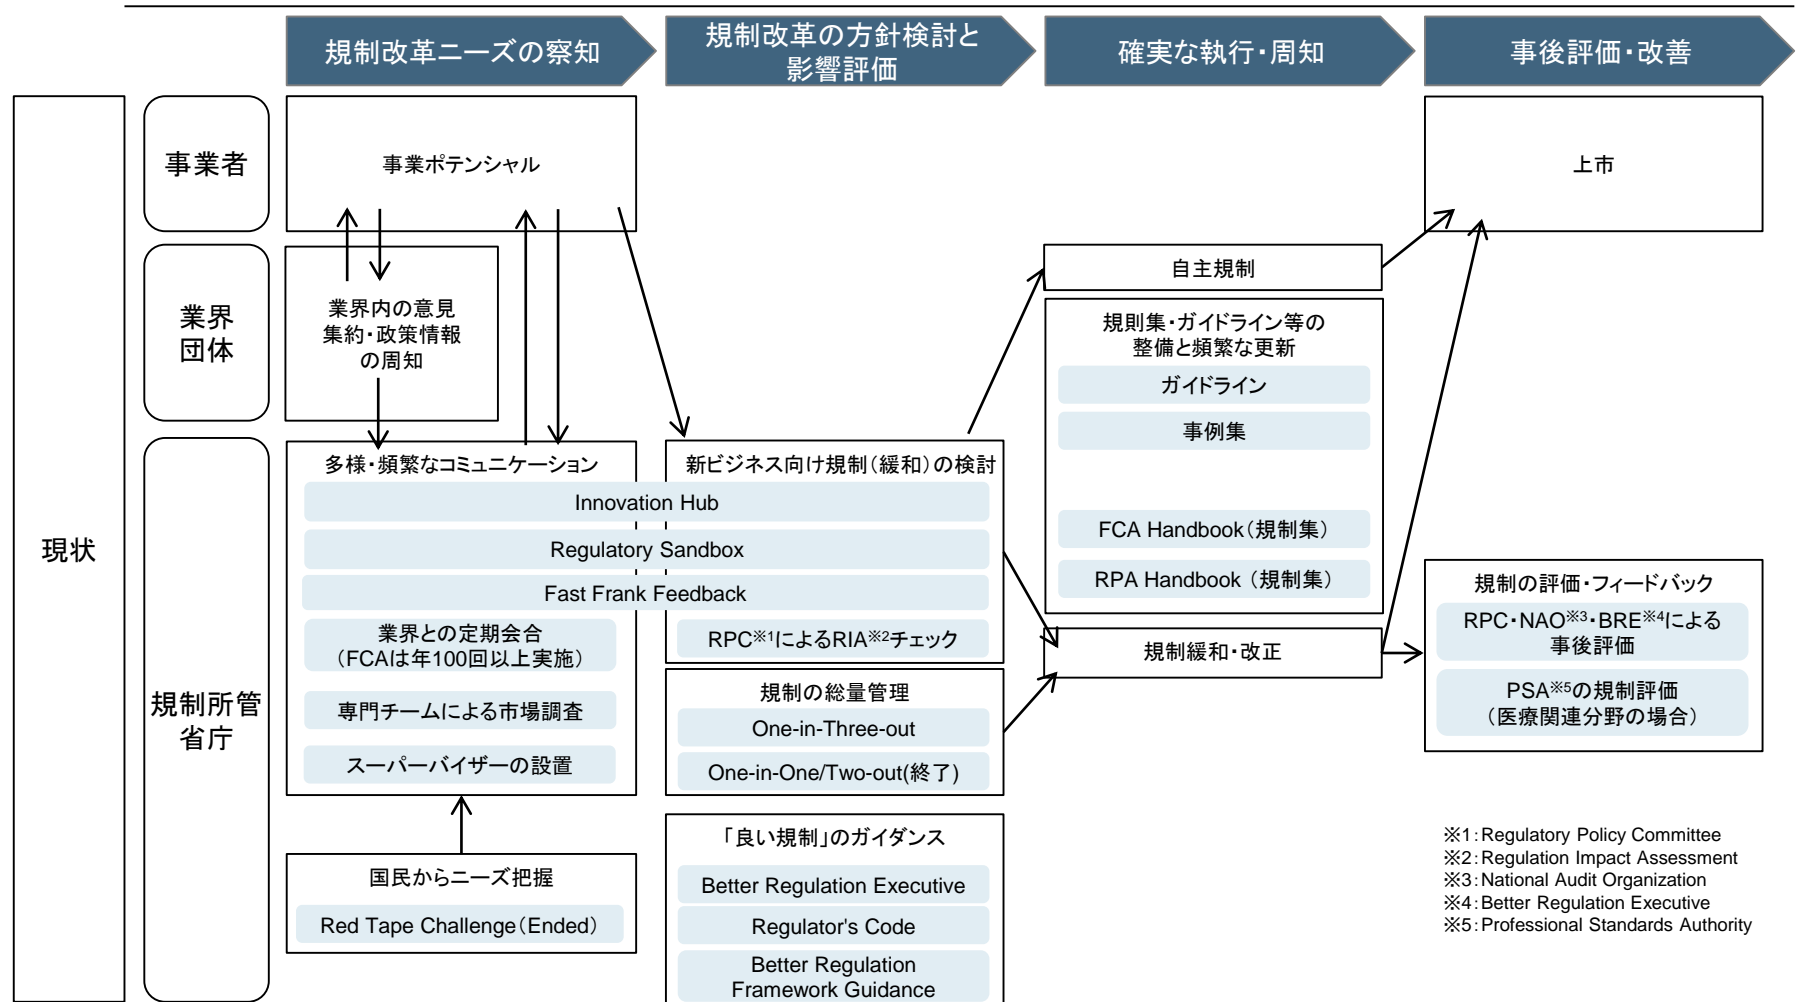 規制改革ニーズの察知
規制改革の方針検討と
影響評価
確実な執行・周知
事後評価・改善
現状
事業者
事業ポテンシャル
上市
業界
団体
業界内の意見
集約・政策情報
の周知
自主規制
規則集・ガイドライン等の
整備と頻繁な更新
ガイドライン
事例集
FCA Handbook（規制集）
RPA Handbook （規制集）
規制所管
省庁
多様・頻繁なコミュニケーション
新ビジネス向け規制（緩和）の検討
Innovation Hub
Regulatory Sandbox
Fast Frank Feedback
業界との定期会合
（FCAは年100回以上実施）
専門チームによる市場調査
スーパーバイザーの設置
RPC※1によるRIA※2チェック
規制の総量管理
One-in-Three-out
One-in-One/Two-out(終了)
規制緩和・改正
規制の評価・フィードバック
RPC・NAO※3・BRE※4による
事後評価
PSA※5の規制評価
（医療関連分野の場合）
国民からニーズ把握
Red Tape Challenge（Ended）
「良い規制」のガイダンス
Better Regulation Executive
Regulator's Code
Better Regulation
Framework Guidance
※1：Regulatory Policy Committee
※2：Regulation Impact Assessment
※3：National Audit Organization
※4：Better Regulation Executive
※5：Professional Standards Authority